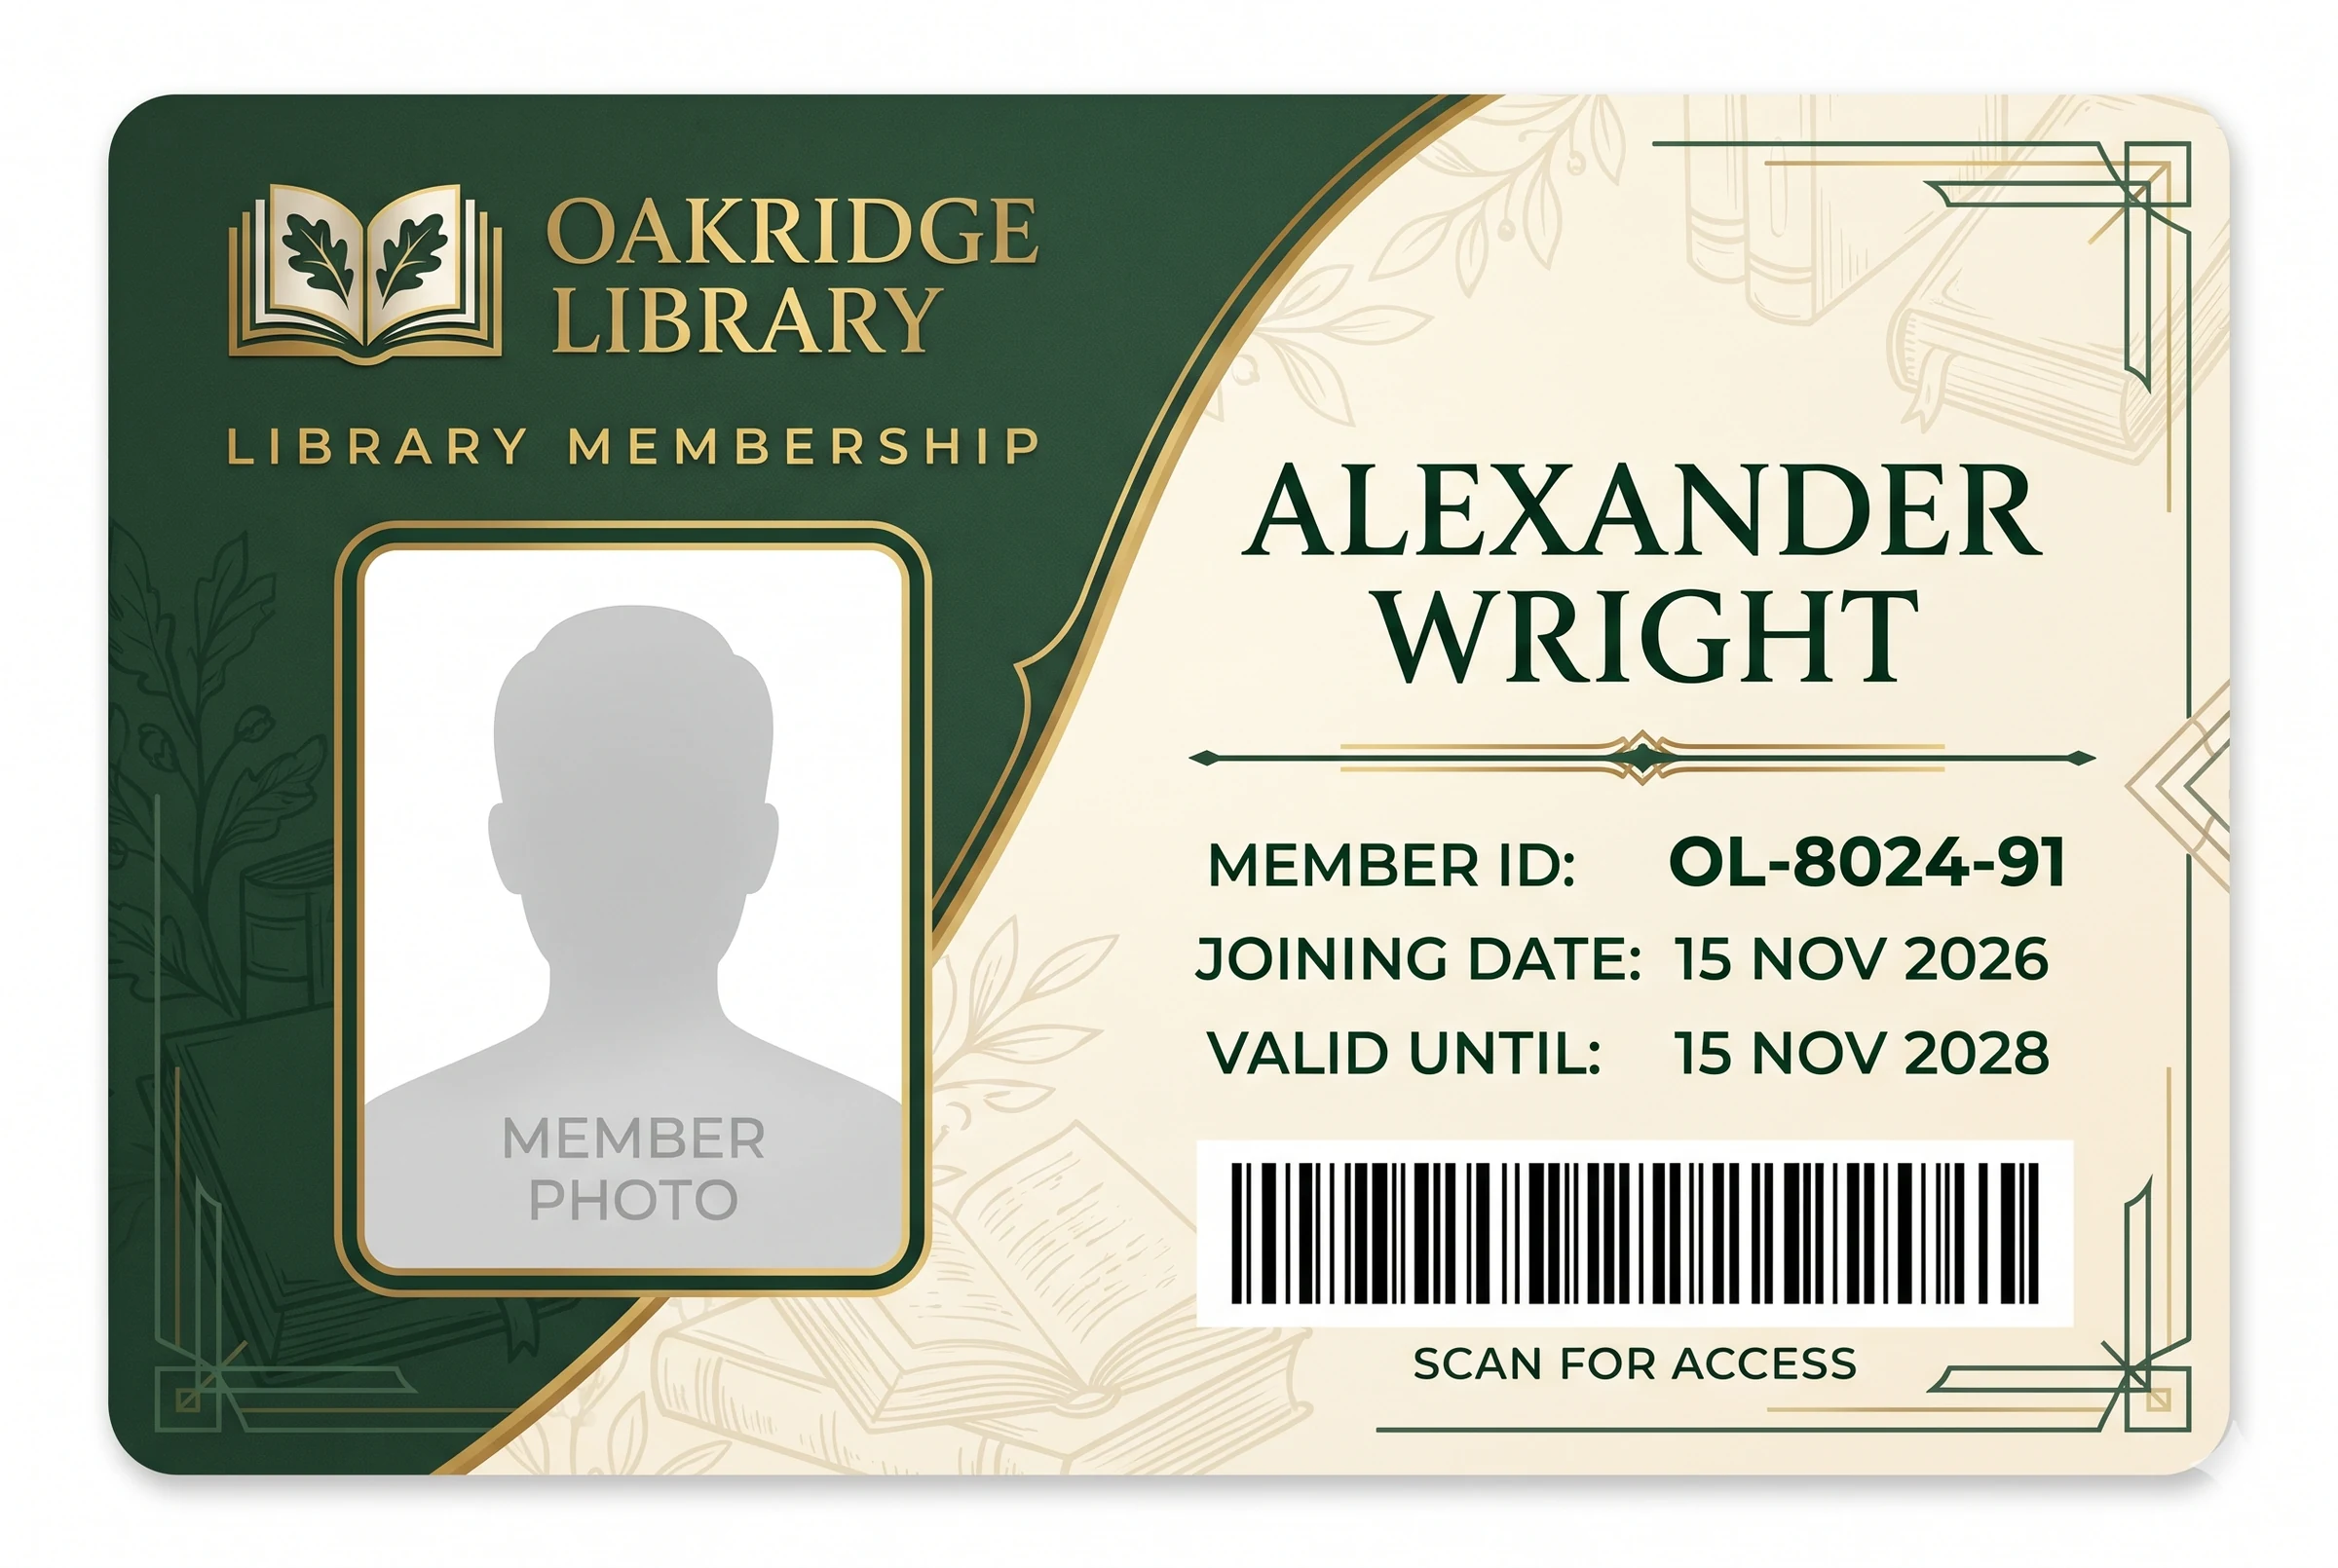 OAKRIDGE
LIBRARY
LIBRARY MEMBERSHIP
MEMBER
PHOTO
ALEXANDER
WRIGHT
MEMBER ID: OL-8024-91
JOINING DATE: 15 NOV 2026
VALID UNTIL: 15 NOV 2028
SCAN FOR ACCESS